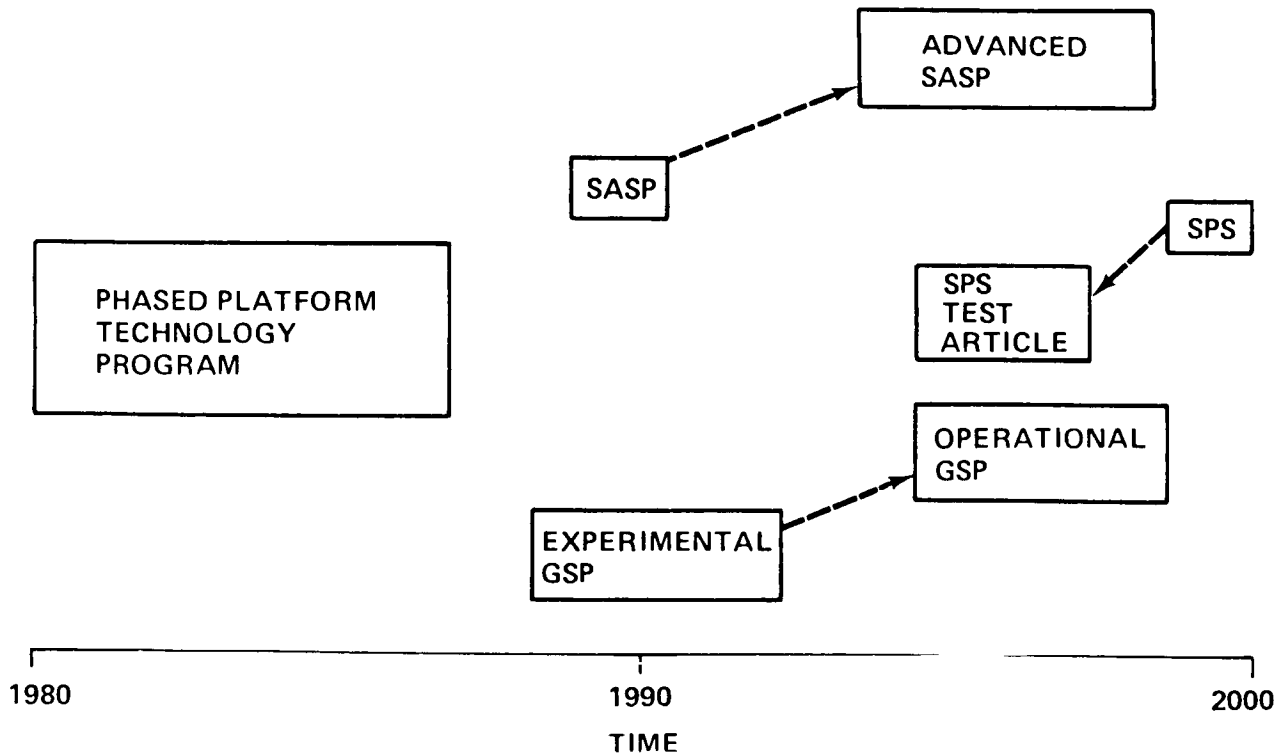 ADVANCED
SASP
SASP
SPS
PHASED PLATFORM
TECHNOLOGY
PROGRAM
SPS
TEST
ARTICLE
OPERATIONAL
GSP
EXPERIMENTAL
GSP
1980
1990
2000
TIME